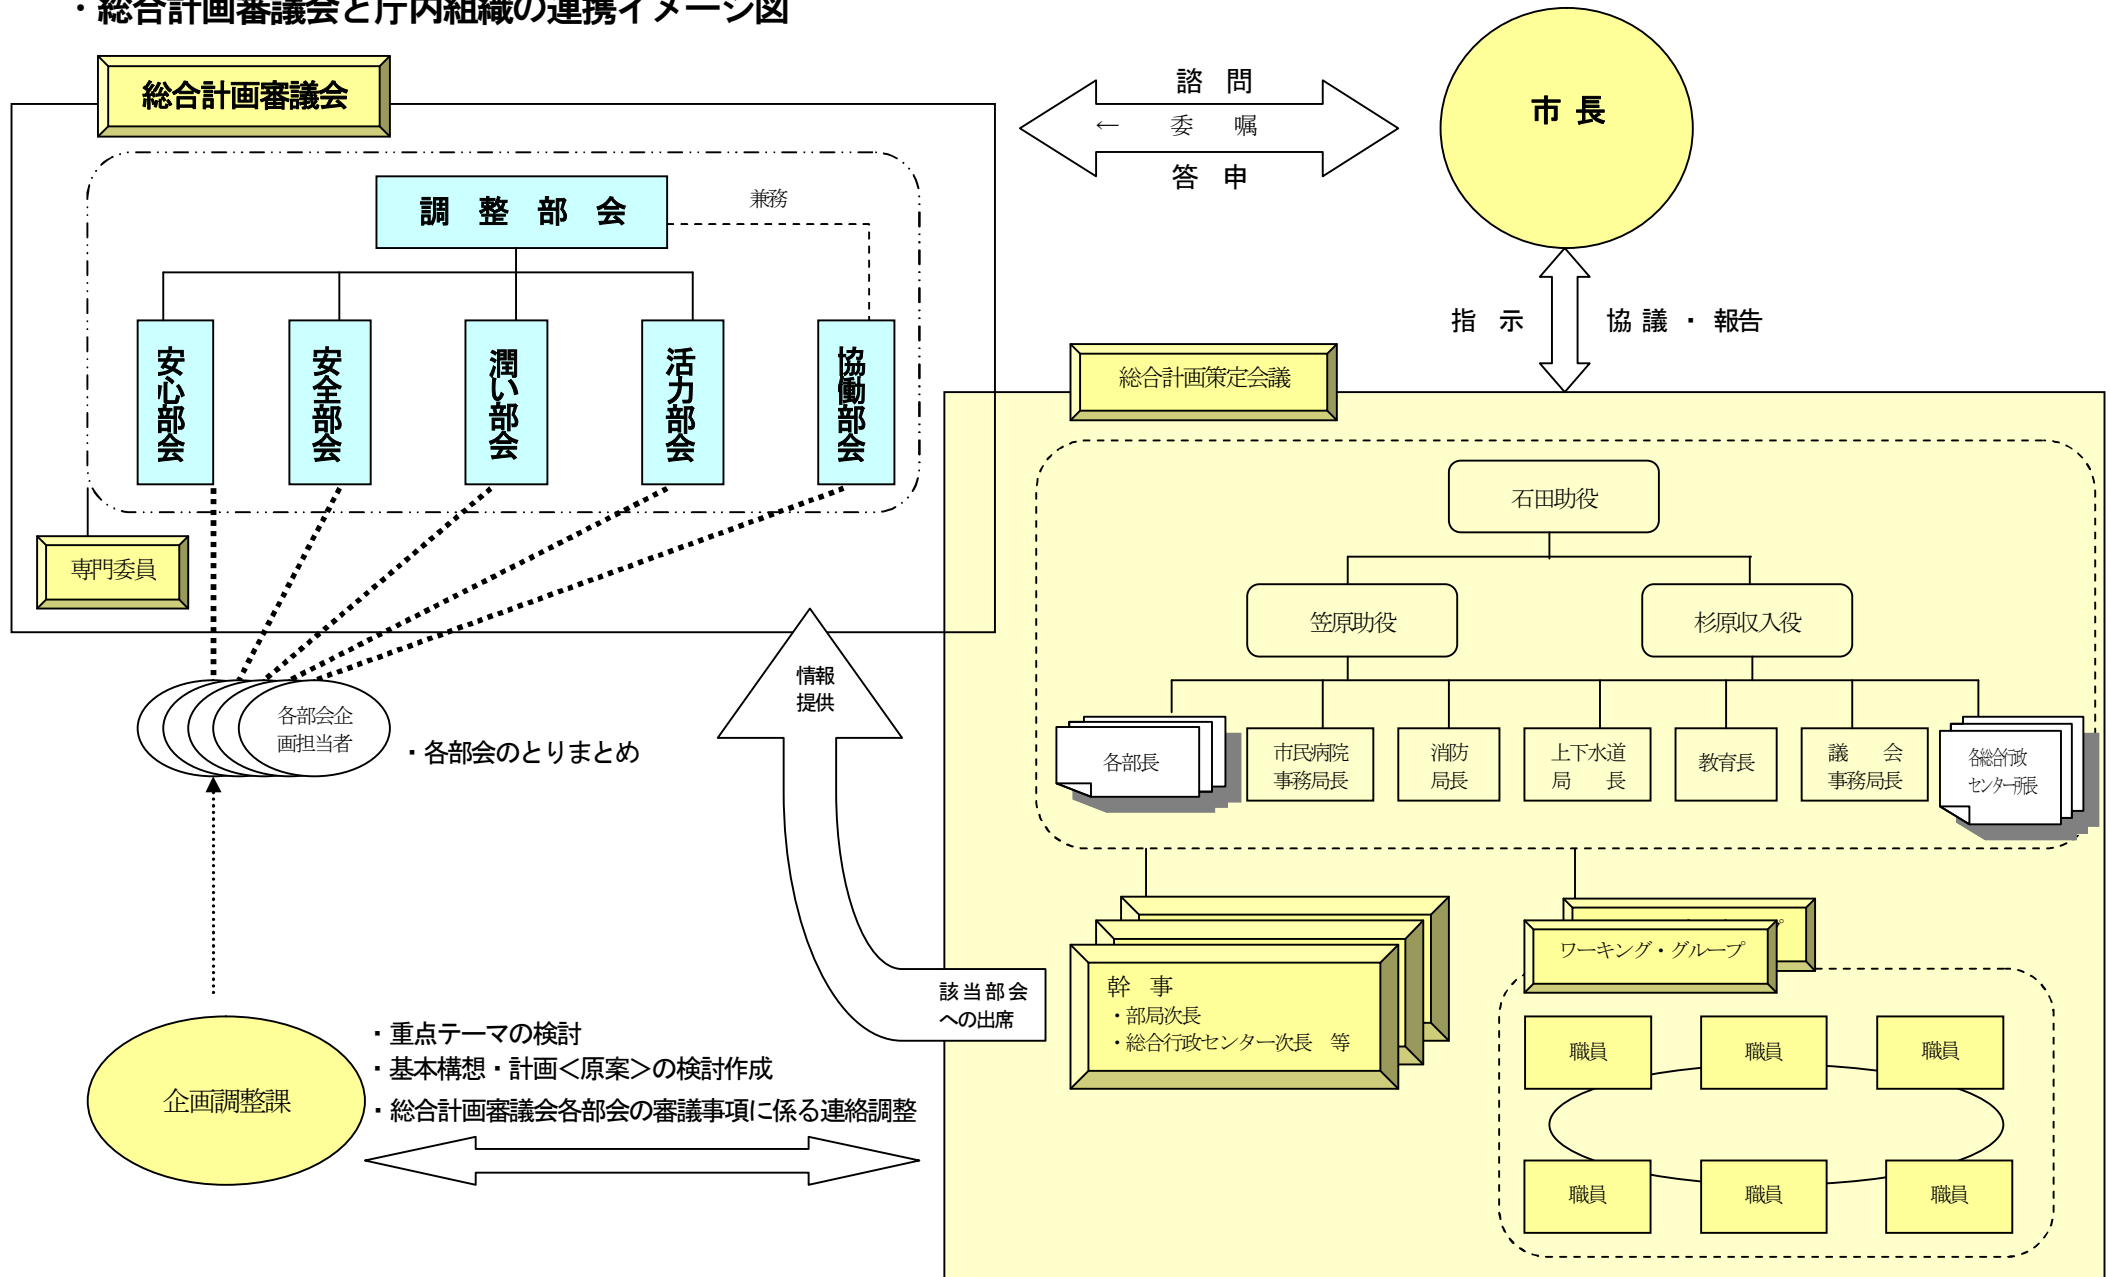 ・総合計画審議会と庁内組織の連携イメージ図
総合計画審議会
諮 問
← 委 嘱
答 申
市 長
調 整 部 会
兼務
安心部会
安全部会
潤い部会
活力部会
協働部会
専門委員
指 示
協 議 ・ 報告
総合計画策定会議
石田助役
笠原助役
杉原収入役
各部長
市民病院
事務局長
消防
局長
上下水道
局 長
教育長
議 会
事務局長
各総合行政
センター所長
情報
提供
各部会企
画担当者
・各部会のとりまとめ
幹 事
・部局次長
・総合行政センター次長 等
ワーキング・グループ
プ
該当部会
への出席
企画調整課
・重点テーマの検討
・基本構想・計画<原案>の検討作成
・総合計画審議会各部会の審議事項に係る連絡調整
職員
職員
職員
職員
職員
職員